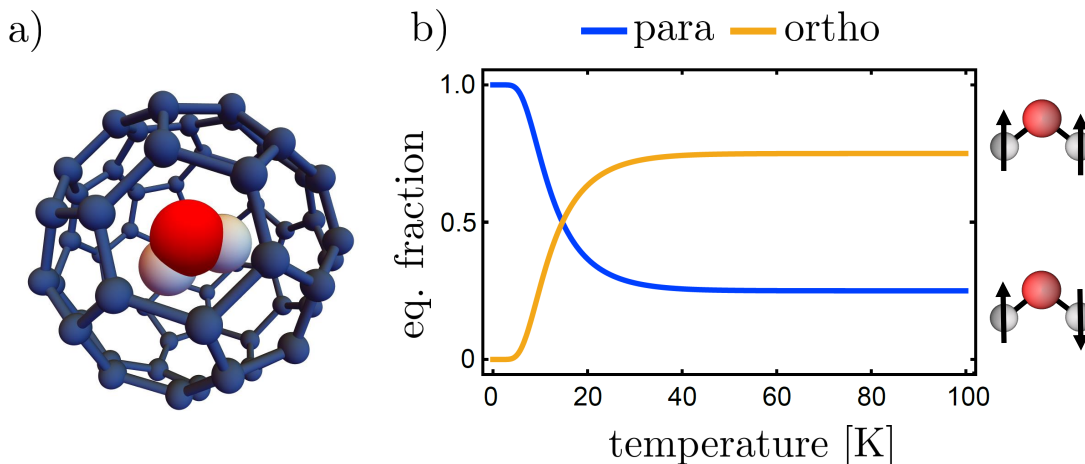 a)
b)
para ortho
1.0
0.5
0
eq. fraction
0 20 40 60 80 100
temperature [K]